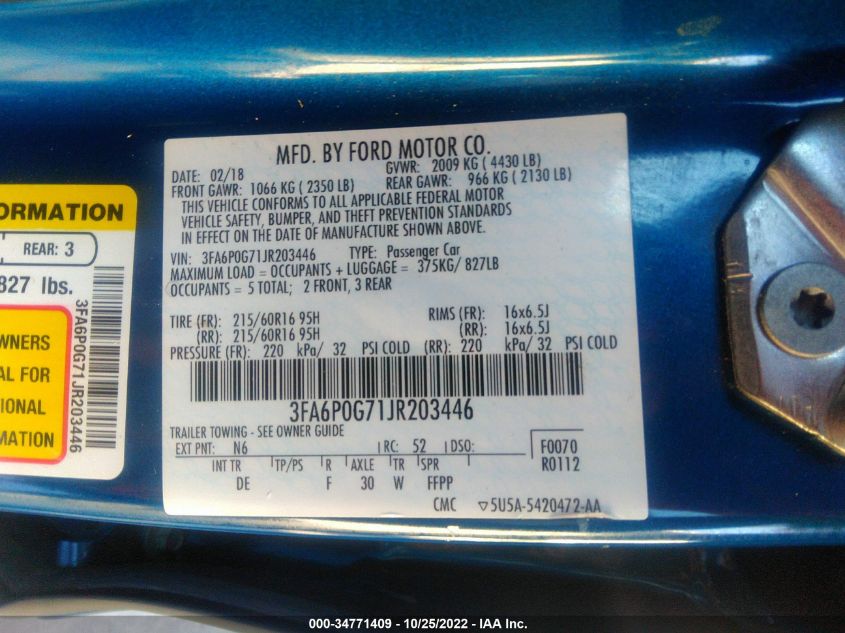 MFD. BY FORD MOTOR CO.
DATE: 02/18 GVWR: 2009 KG ( 4430 LB)
FRONT GAWR: 1066 KG ( 2350 LB) REAR GAWR: 966 KG ( 2130 LB)
THIS VEHICLE CONFORMS TO ALL APPLICABLE FEDERAL MOTOR
VEHICLE SAFETY, BUMPER, AND THEFT PREVENTION STANDARDS
IN EFFECT ON THE DATE OF MANUFACTURE SHOWN ABOVE.
VIN: 3FA6P0G71JR203446 TYPE: Passenger Car
MAXIMUM LOAD = OCCUPANTS + LUGGAGE = 375KG/ 827LB
OCCUPANTS = 5 TOTAL; 2 FRONT, 3 REAR
TIRE (FR): 215/60R16 95H RIMS (FR): 16x6.5J
(RR): 215/60R16 95H (RR): 16x6.5J
PRESSURE (FR): 220 kPa/ 32 PSI COLD (RR): 220 kPa/ 32 PSI COLD
3FA6P0G71JR203446
TRAILER TOWING - SEE OWNER GUIDE
EXT PNT: N6 RC: 52 DSO: F0070
R0112
INT TR TP/PS R AXLE TR SPR
DE F 30 W FFPP
CMC ▽5U5A-5420472-AA
FORMATION
REAR: 3
827 lbs.
3FA6P0G71JR203446
WNERS
AL FOR
IONAL
MATION
000-34771409 - 10/25/2022 - IAA Inc.